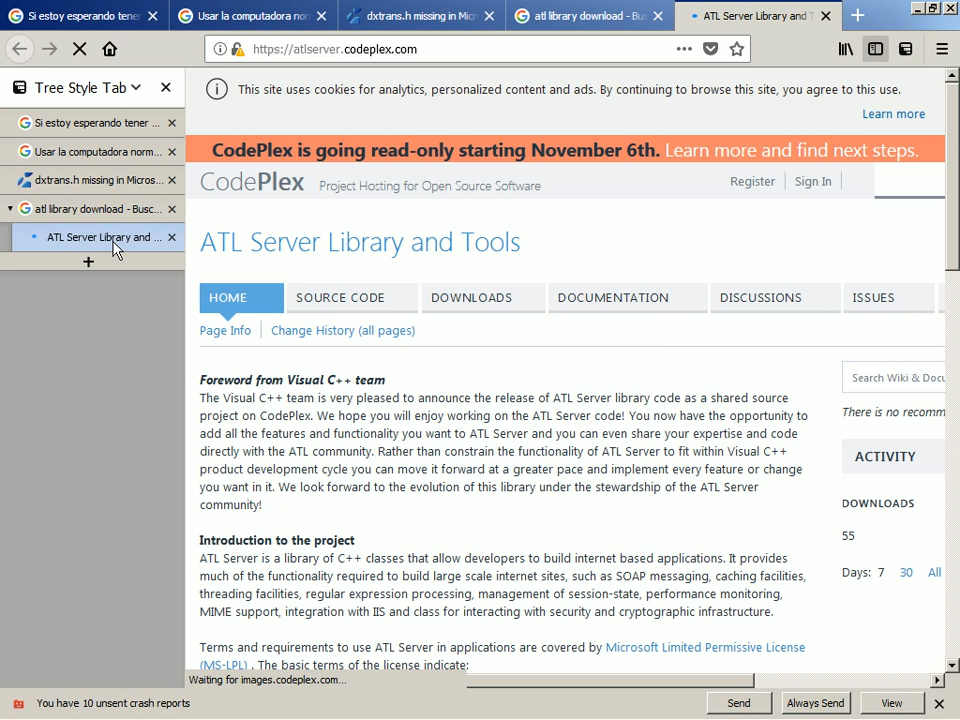 Si estoy esperando tener
Usar la computadora nor
dxtrans.h missing in Micr
atl library download - Bus
ATL Server Library and T
https://atlserver.codeplex.com
Tree Style Tab
Si estoy esperando tener ...
Usar la computadora norm...
dxtrans.h missing in Micros...
atl library download - Busc...
ATL Server Library and ...
This site uses cookies for analytics, personalized content and ads. By continuing to browse this site, you agree to this use.
Learn more
CodePlex is going read-only starting November 6th. Learn more and find next steps.
CodePlex Project Hosting for Open Source Software
Register Sign In
ATL Server Library and Tools
HOME SOURCE CODE DOWNLOADS DOCUMENTATION DISCUSSIONS ISSUES
Page Info Change History (all pages)
Foreword from Visual C++ team
The Visual C++ team is very pleased to announce the release of ATL Server library code as a shared source
project on CodePlex. We hope you will enjoy working on the ATL Server code! You now have the opportunity to
add all the features and functionality you want to ATL Server and you can even share your expertise and code
directly with the ATL community. Rather than constrain the functionality of ATL Server to fit within Visual C++
product development cycle you can move it forward at a greater pace and implement every feature or change
you want in it. We look forward to the evolution of this library under the stewardship of the ATL Server
community!
Introduction to the project
ATL Server is a library of C++ classes that allow developers to build internet based applications. It provides
much of the functionality required to build large scale internet sites, such as SOAP messaging, caching facilities,
threading facilities, regular expression processing, management of session-state, performance monitoring,
MIME support, integration with IIS and class for interacting with security and cryptographic infrastructure.
Terms and requirements to use ATL Server in applications are covered by Microsoft Limited Permissive License
(MS-LPL) . The basic terms of the license indicate:
Search Wiki & Docu
There is no recomm
ACTIVITY
DOWNLOADS
55
Days: 7 30 All
Waiting for images.codeplex.com...
You have 10 unsent crash reports
Send Always Send View